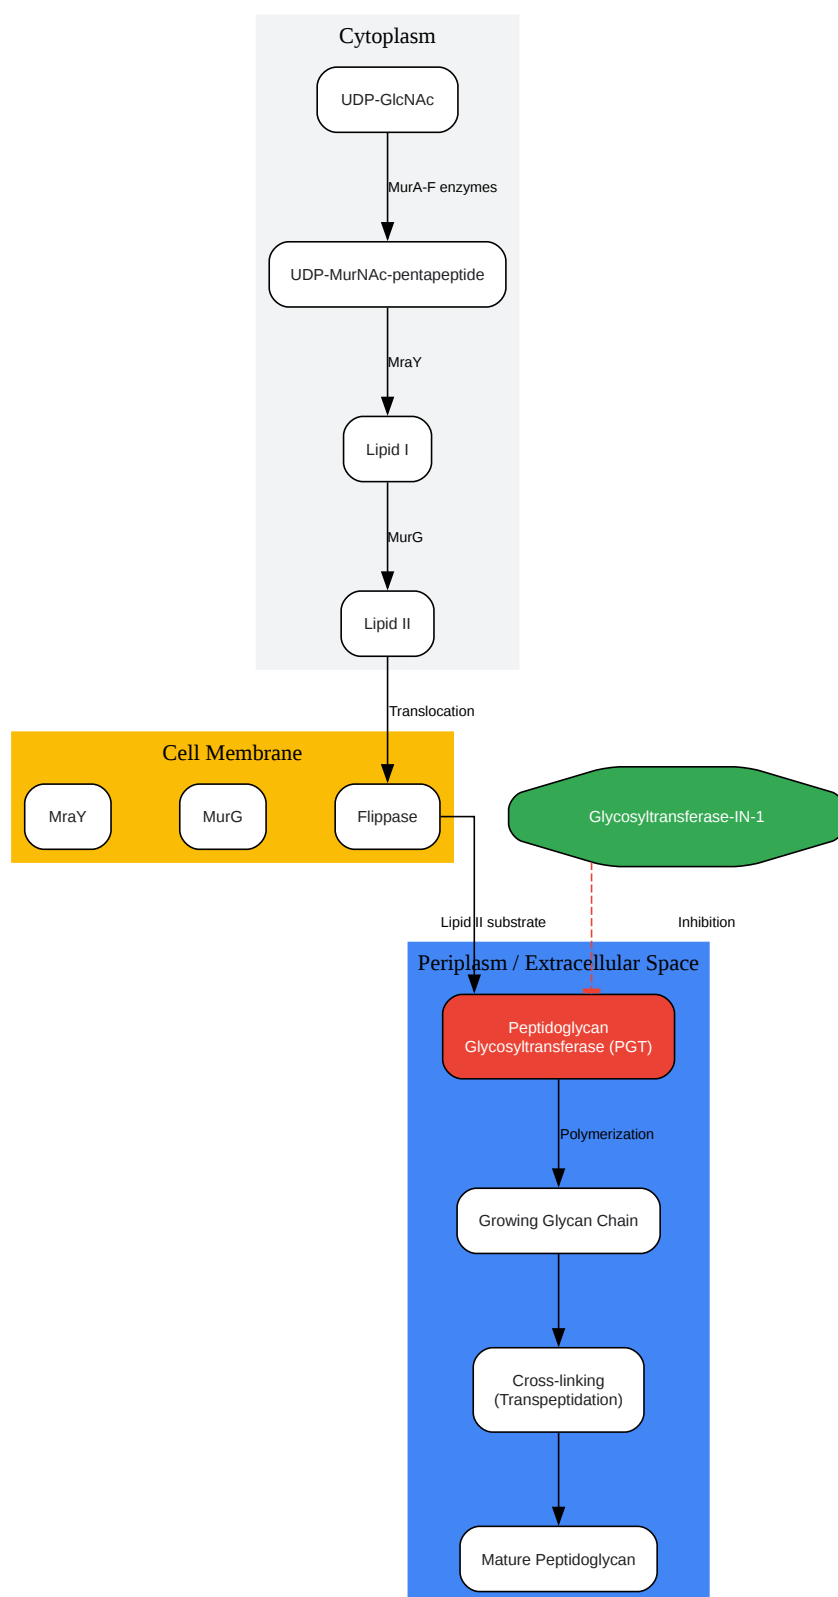 Cytoplasm
UDP-GlcNAc
MurA-F enzymes
UDP-MurNAc-pentapeptide
MraY
Lipid I
MurG
Lipid II
Translocation
Cell Membrane
MraY
MurG
Flippase
Glycosyltransferase-IN-1
Lipid II substrate
Inhibition
Periplasm / Extracellular Space
Peptidoglycan
Glycosyltransferase (PGT)
Polymerization
Growing Glycan Chain
Cross-linking
(Transpeptidation)
Mature Peptidoglycan